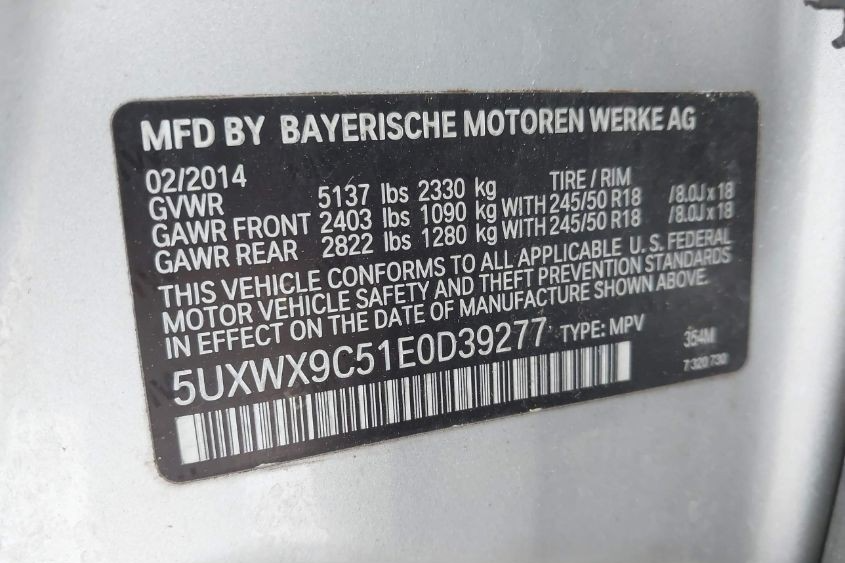 MFD BY BAYERISCHE MOTOREN WERKE AG
02/2014 TIRE / RIM
GVWR 5137 lbs 2330 kg
GAWR FRONT 2403 lbs 1090 kg WITH 245/50 R18 /8.0J x 18
GAWR REAR 2822 lbs 1280 kg WITH 245/50 R18 /8.0J x 18
THIS VEHICLE CONFORMS TO ALL APPLICABLE U.S. FEDERAL
MOTOR VEHICLE SAFETY AND THEFT PREVENTION STANDARDS
IN EFFECT ON THE DATE OF MANUFACTURE SHOWN ABOVE.
5UXWX9C51E0D39277 TYPE: MPV 354M
7 320 730